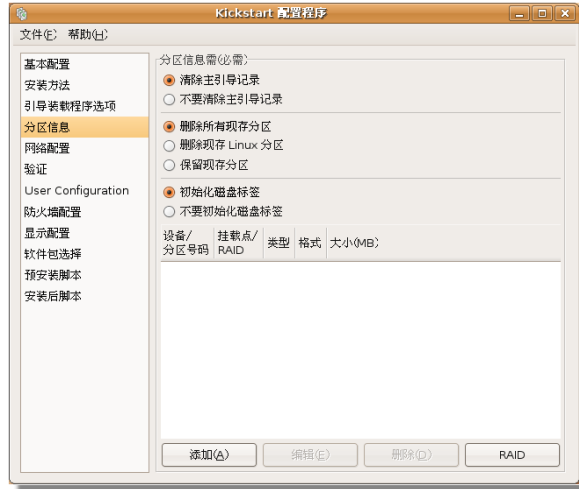 Kickstart 配置程序
文件(E) 帮助(H)
基本配置
安装方法
引导装载程序选项
分区信息
网络配置
验证
User Configuration
防火墙配置
显示配置
软件包选择
预安装脚本
安装后脚本
分区信息需(必需)
清除主引导记录
不要清除主引导记录
删除所有现存分区
删除现存 Linux 分区
保留现存分区
初始化磁盘标签
不要初始化磁盘标签
设备/
分区号码
挂载点/
RAID
类型 格式 大小(MB)
添加(A) 编辑(E) 删除(D) RAID